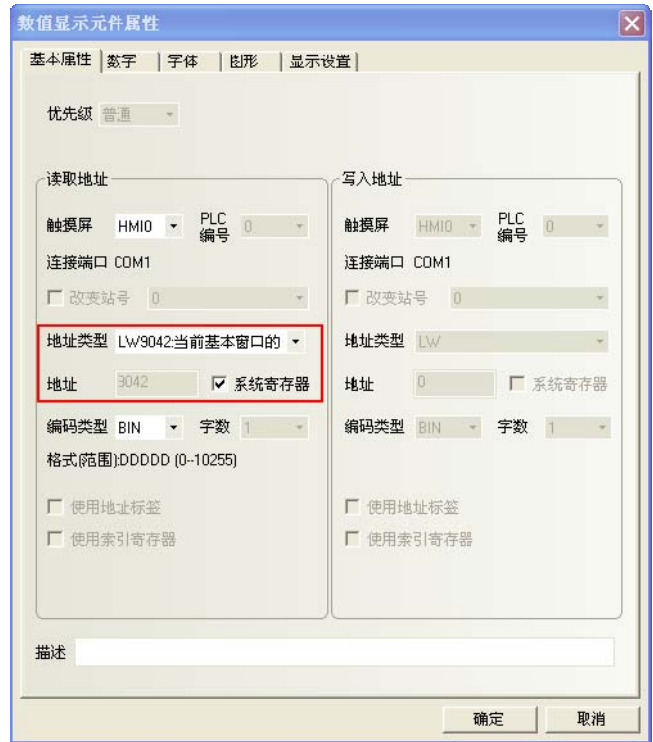 数值显示元件属性
基本属性 数字 字体 图形 显示设置
优先级 普通
读取地址
触摸屏 HMI0 PLC编号 0
连接端口 COM1
改变站号 0
地址类型 LW9042:当前基本窗口的
地址 9042 系统寄存器
编码类型 BIN 字数 1
格式(范围):DDDDD (0--10255)
使用地址标签
使用索引寄存器
写入地址
触摸屏 HMI0 PLC编号 0
连接端口 COM1
改变站号 0
地址类型 LW
地址 0 系统寄存器
编码类型 BIN 字数 1
使用地址标签
使用索引寄存器
描述
确定 取消